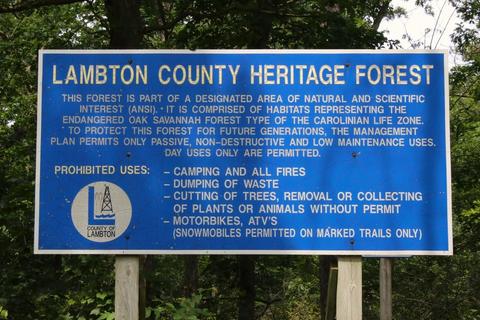 LAMBTON COUNTY HERITAGE FOREST
THIS FOREST IS PART OF A DESIGNATED AREA OF NATURAL AND SCIENTIFIC
INTEREST (ANSI). IT IS COMPRISED OF HABITATS REPRESENTING THE
ENDANGERED OAK SAVANNAH FOREST TYPE OF THE CAROLINIAN LIFE ZONE.
TO PROTECT THIS FOREST FOR FUTURE GENERATIONS, THE MANAGEMENT
PLAN PERMITS ONLY PASSIVE, NON-DESTRUCTIVE AND LOW MAINTENANCE USES.
DAY USES ONLY ARE PERMITTED.
PROHIBITED USES:
– CAMPING AND ALL FIRES
– DUMPING OF WASTE
– CUTTING OF TREES, REMOVAL OR COLLECTING
OF PLANTS OR ANIMALS WITHOUT PERMIT
– MOTORBIKES, ATV'S
(SNOWMOBILES PERMITTED ON MARKED TRAILS ONLY)
COUNTY OF
LAMBTON